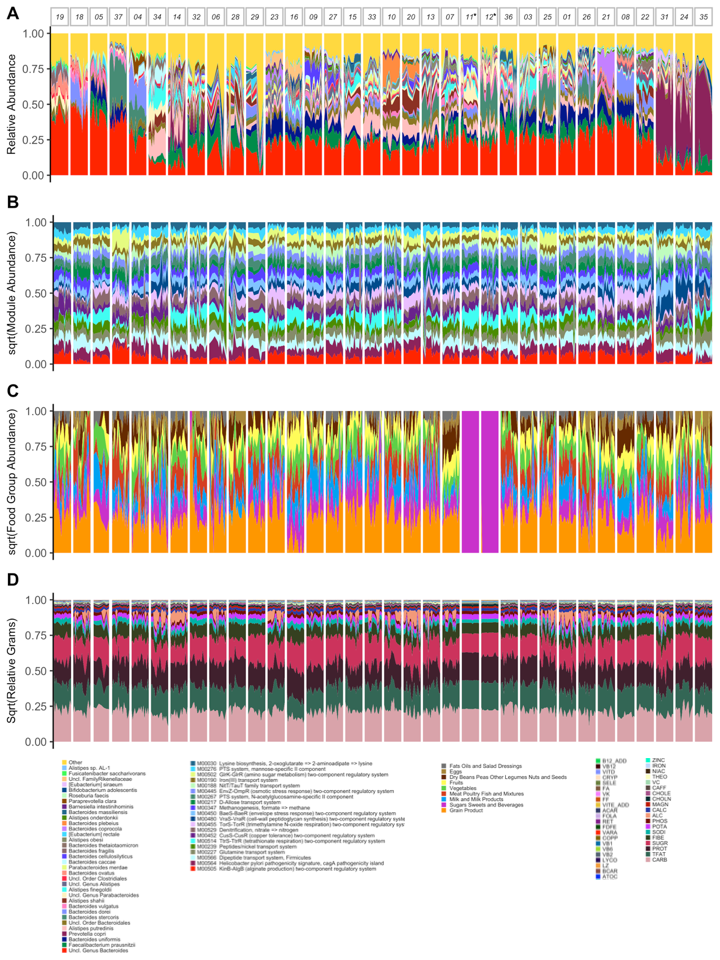 A
19 18 05 37 04 34 14 32 06 28 29 23 16 09 27 15 33 10 20 13 07 11* 12* 36 03 25 01 26 21 08 22 31 24 35
Relative Abundance
1.00
0.75
0.50
0.25
0.00
B
sqrt(Module Abundance)
1.00
0.75
0.50
0.25
0.00
C
sqrt(Food Group Abundance)
1.00
0.75
0.50
0.25
0.00
D
Sqrt(Relative Grams)
1.00
0.75
0.50
0.25
0.00
Other
Alistipes sp. AL-1
Fusicatenibacter saccharivorans
Uncl. FamilyRikenellaceae
[Eubacterium] siraeum
Bifidobacterium adolescentis
Roseburia faecis
Paraprevotella clara
Barnesiella intestinihominis
Bacteroides massiliensis
Alistipes onderdonkii
Bacteroides plebeius
Bacteroides coprocola
[Eubacterium] rectale
Alistipes obesi
Bacteroides thetaiotaomicron
Bacteroides fragilis
Bacteroides cellulosilyticus
Bacteroides caccae
Parabacteroides merdae
Bacteroides ovatus
Uncl. Order Clostridiales
Uncl. Genus Alistipes
Alistipes finegoldii
Uncl. Genus Parabacteroides
Alistipes shahii
Bacteroides vulgatus
Bacteroides dorei
Bacteroides stercoris
Uncl. Order Bacteroidales
Alistipes putredinis
Prevotella copri
Bacteroides uniformis
Faecalibacterium prausnitzii
Uncl. Genus Bacteroides
M00030 Lysine biosynthesis, 2-oxoglutarate => 2-aminoadipate => lysine
M00276 PTS system, mannose-specific II component
M00502 GlrK-GlrR (amino sugar metabolism) two-component regulatory system
M00190 Iron(III) transport system
M00188 NitT/TauT family transport system
M00445 EnvZ-OmpR (osmotic stress response) two-component regulatory system
M00267 PTS system, N-acetylglucosamine-specific II component
M00217 D-Allose transport system
M00347 Methanogenesis, formate => methane
M00450 BaeS-BaeR (envelope stress response) two-component regulatory system
M00485 VraS-VraR (cell-wall peptidoglycan synthesis) two-component regulatory system
M00455 TorS-TorR (trimethylamine N-oxide respiration) two-component regulatory sys
M00529 Denitrification, nitrate => nitrogen
M00452 CusS-CusR (copper tolerance) two-component regulatory system
M00514 TtrS-TtrR (tetrathionate respiration) two-component regulatory system
M00239 Peptides/nickel transport system
M00227 Glutamine transport system
M00566 Dipeptide transport system, Firmicutes
M00564 Helicobacter pylori pathogenicity signature, cagA pathogenicity island
M00505 KinB-AlgB (alginate production) two-component regulatory system
Fats Oils and Salad Dressings
Eggs
Dry Beans Peas Other Legumes Nuts and Seeds
Fruits
Vegetables
Meat Poultry Fish and Mixtures
Milk and Milk Products
Sugars Sweets and Beverages
Grain Product
B12_ADD
VB12
VITD
CRYP
SELE
FA
VK
FF
VITE_ADD
ACAR
FOLA
RET
FDFE
VARA
COPP
VB1
VB6
VB2
LYCO
LZ
BCAR
ATOC
ZINC
IRON
NIAC
THEO
VC
CAFF
CHOLE
CHOLN
MAGN
CALC
ALC
PHOS
POTA
SODI
FIBE
SUGR
PROT
TFAT
CARB